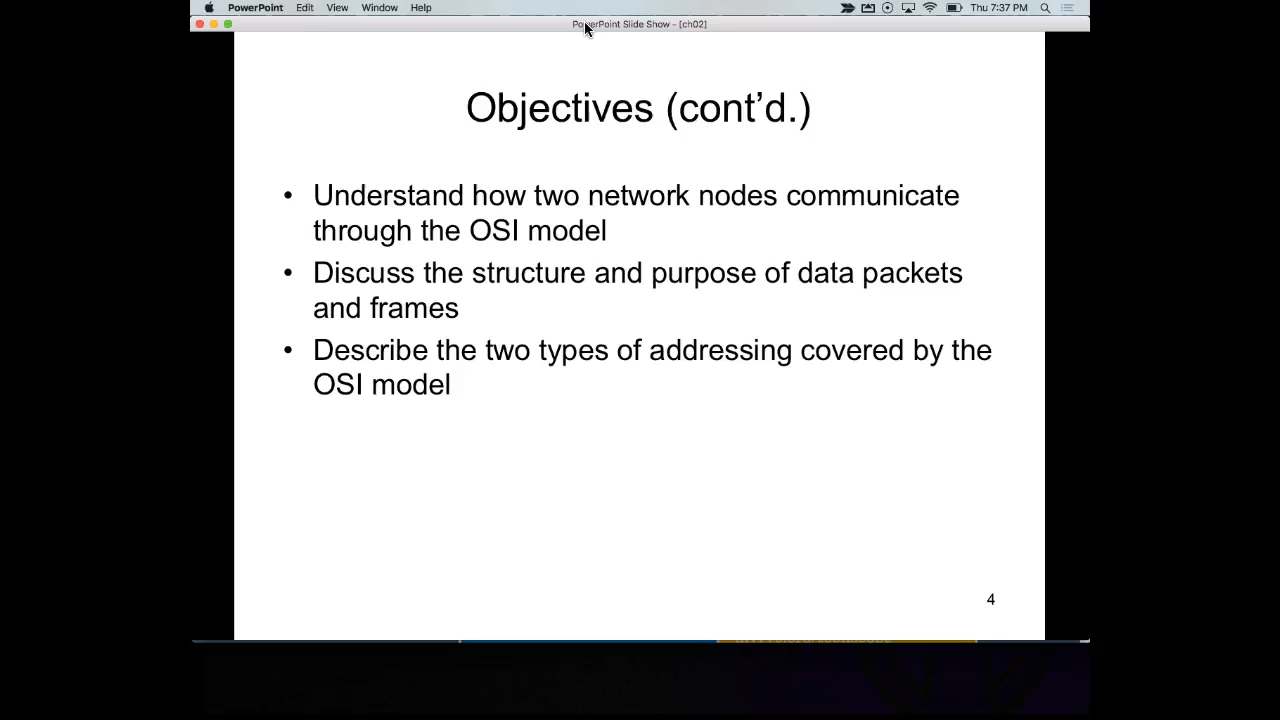 PowerPoint Edit View Window Help Thu 7:37 PM
PowerPoint Slide Show - [ch02]
Objectives (cont’d.)
• Understand how two network nodes communicate
through the OSI model
• Discuss the structure and purpose of data packets
and frames
• Describe the two types of addressing covered by the
OSI model
4